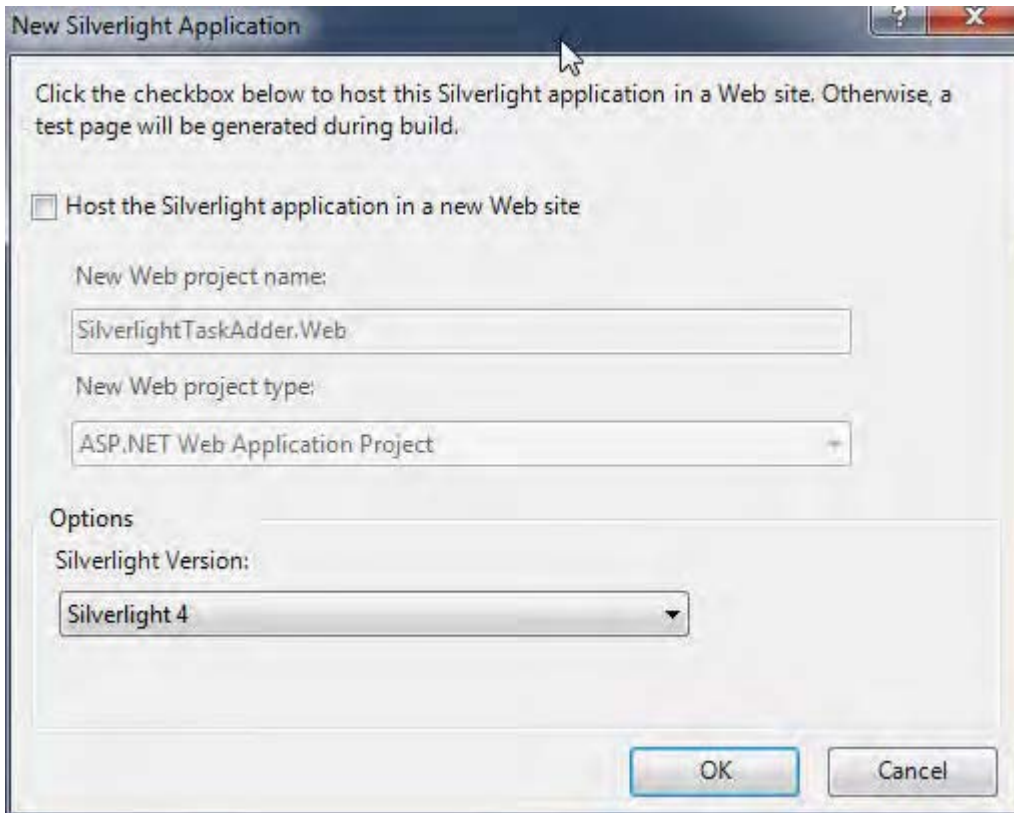 New Silverlight Application
?
Click the checkbox below to host this Silverlight application in a Web site. Otherwise, a
test page will be generated during build.
Host the Silverlight application in a new Web site
New Web project name:
SilverlightTaskAdder.Web
New Web project type:
ASP.NET Web Application Project
Options
Silverlight Version:
Silverlight 4
OK Cancel